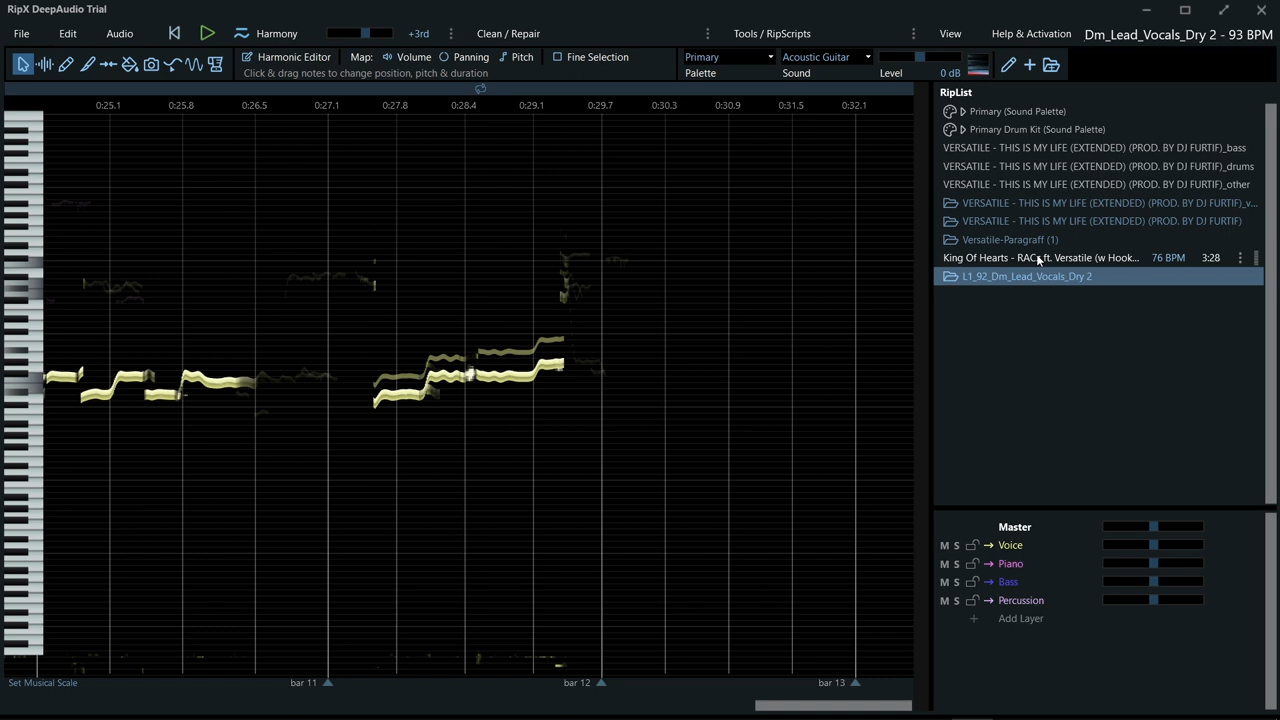 RipX DeepAudio Trial
File Edit Audio Harmony +3rd Clean / Repair Tools / RipScripts View Help & Activation Dm_Lead_Vocals_Dry 2 - 93 BPM
Harmonic Editor Map: Volume Panning Pitch Fine Selection Primary Acoustic Guitar
Click & drag notes to change position, pitch & duration Palette Sound Level 0 dB
0:25.1 0:25.8 0:26.5 0:27.1 0:27.8 0:28.4 0:29.1 0:29.7 0:30.3 0:30.9 0:31.5 0:32.1
RipList
Primary (Sound Palette)
Primary Drum Kit (Sound Palette)
VERSATILE - THIS IS MY LIFE (EXTENDED) (PROD. BY DJ FURTIF)_bass
VERSATILE - THIS IS MY LIFE (EXTENDED) (PROD. BY DJ FURTIF)_drums
VERSATILE - THIS IS MY LIFE (EXTENDED) (PROD. BY DJ FURTIF)_other
VERSATILE - THIS IS MY LIFE (EXTENDED) (PROD. BY DJ FURTIF)_v...
VERSATILE - THIS IS MY LIFE (EXTENDED) (PROD. BY DJ FURTIF)
Versatile-Paragraff (1)
King Of Hearts - ft. Versatile (w Hook... 76 BPM 3:28
L1_92_Dm_Lead_Vocals_Dry 2
Master
M S Voice
M S Piano
M S Bass
M S Percussion
+ Add Layer
Set Musical Scale bar 11 bar 12 bar 13